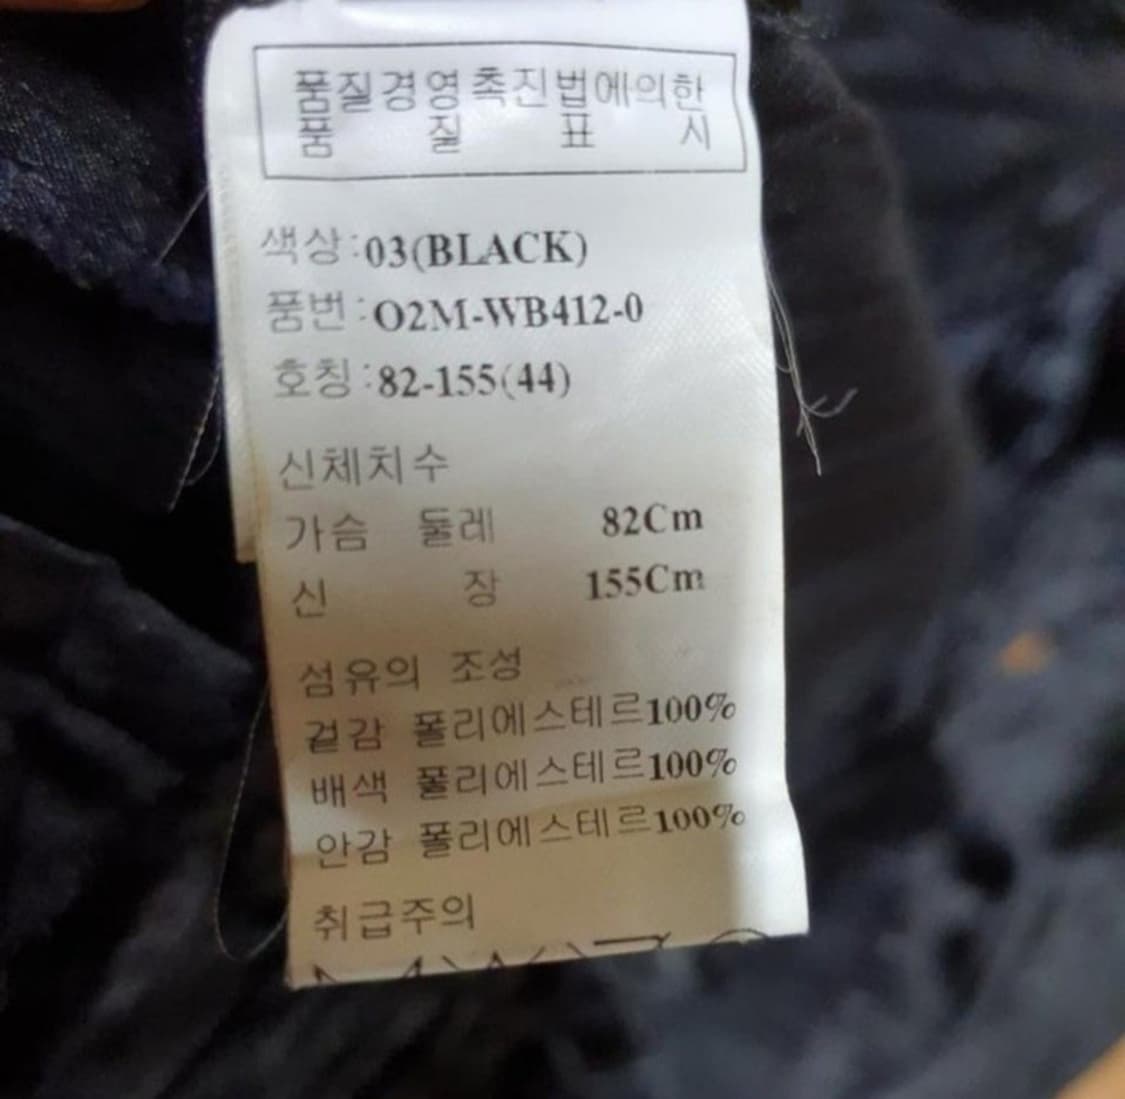 품질경영촉진법에의한
품 질 표 시
색상:03(BLACK)
품번:O2M-WB412-0
호칭:82-155(44)
신체치수
가슴 둘레 82Cm
신 장 155Cm
섬유의 조성
겉감 폴리에스테르100%
배색 폴리에스테르100%
안감 폴리에스테르100%
취급주의